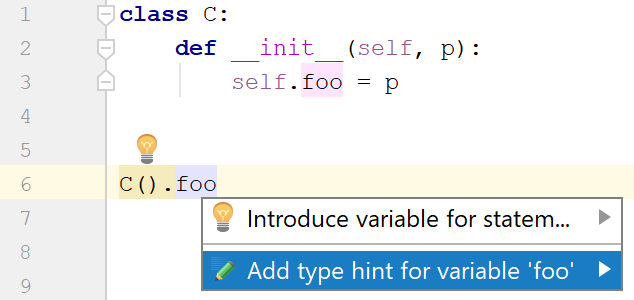 1 class C:
2     def __init__(self, p):
3         self.foo = p
4
5
6 C().foo
7 Introduce variable for statem...
8
9 Add type hint for variable 'foo'